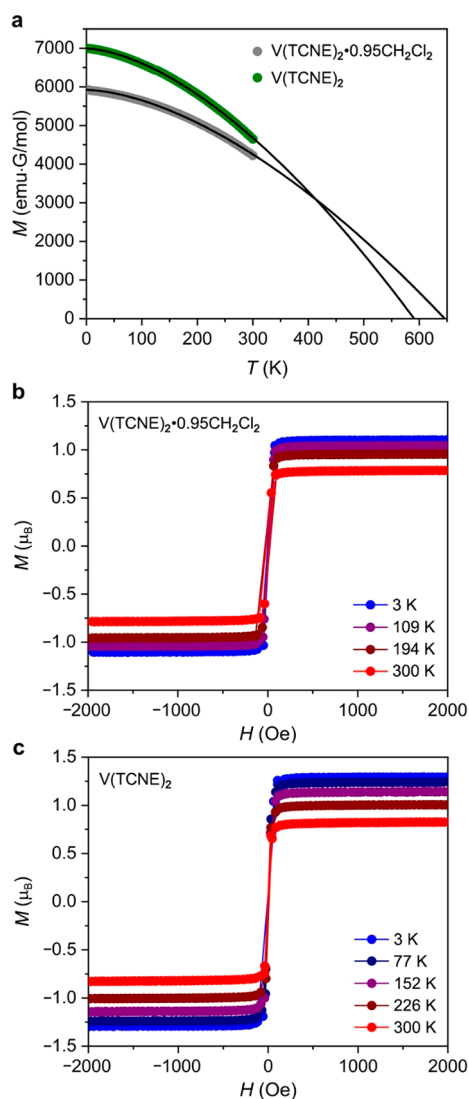 a
7000
6000
5000
4000
3000
2000
1000
0
M (emu·G/mol)
V(TCNE)₂•0.95CH₂Cl₂
V(TCNE)₂
0 100 200 300 400 500 600
T (K)
b
1.5
1.0
0.5
0.0
−0.5
−1.0
−1.5
M (μB)
V(TCNE)₂•0.95CH₂Cl₂
3 K
109 K
194 K
300 K
−2000 −1000 0 1000 2000
H (Oe)
c
1.5
1.0
0.5
0.0
−0.5
−1.0
−1.5
M (μB)
V(TCNE)₂
3 K
77 K
152 K
226 K
300 K
−2000 −1000 0 1000 2000
H (Oe)